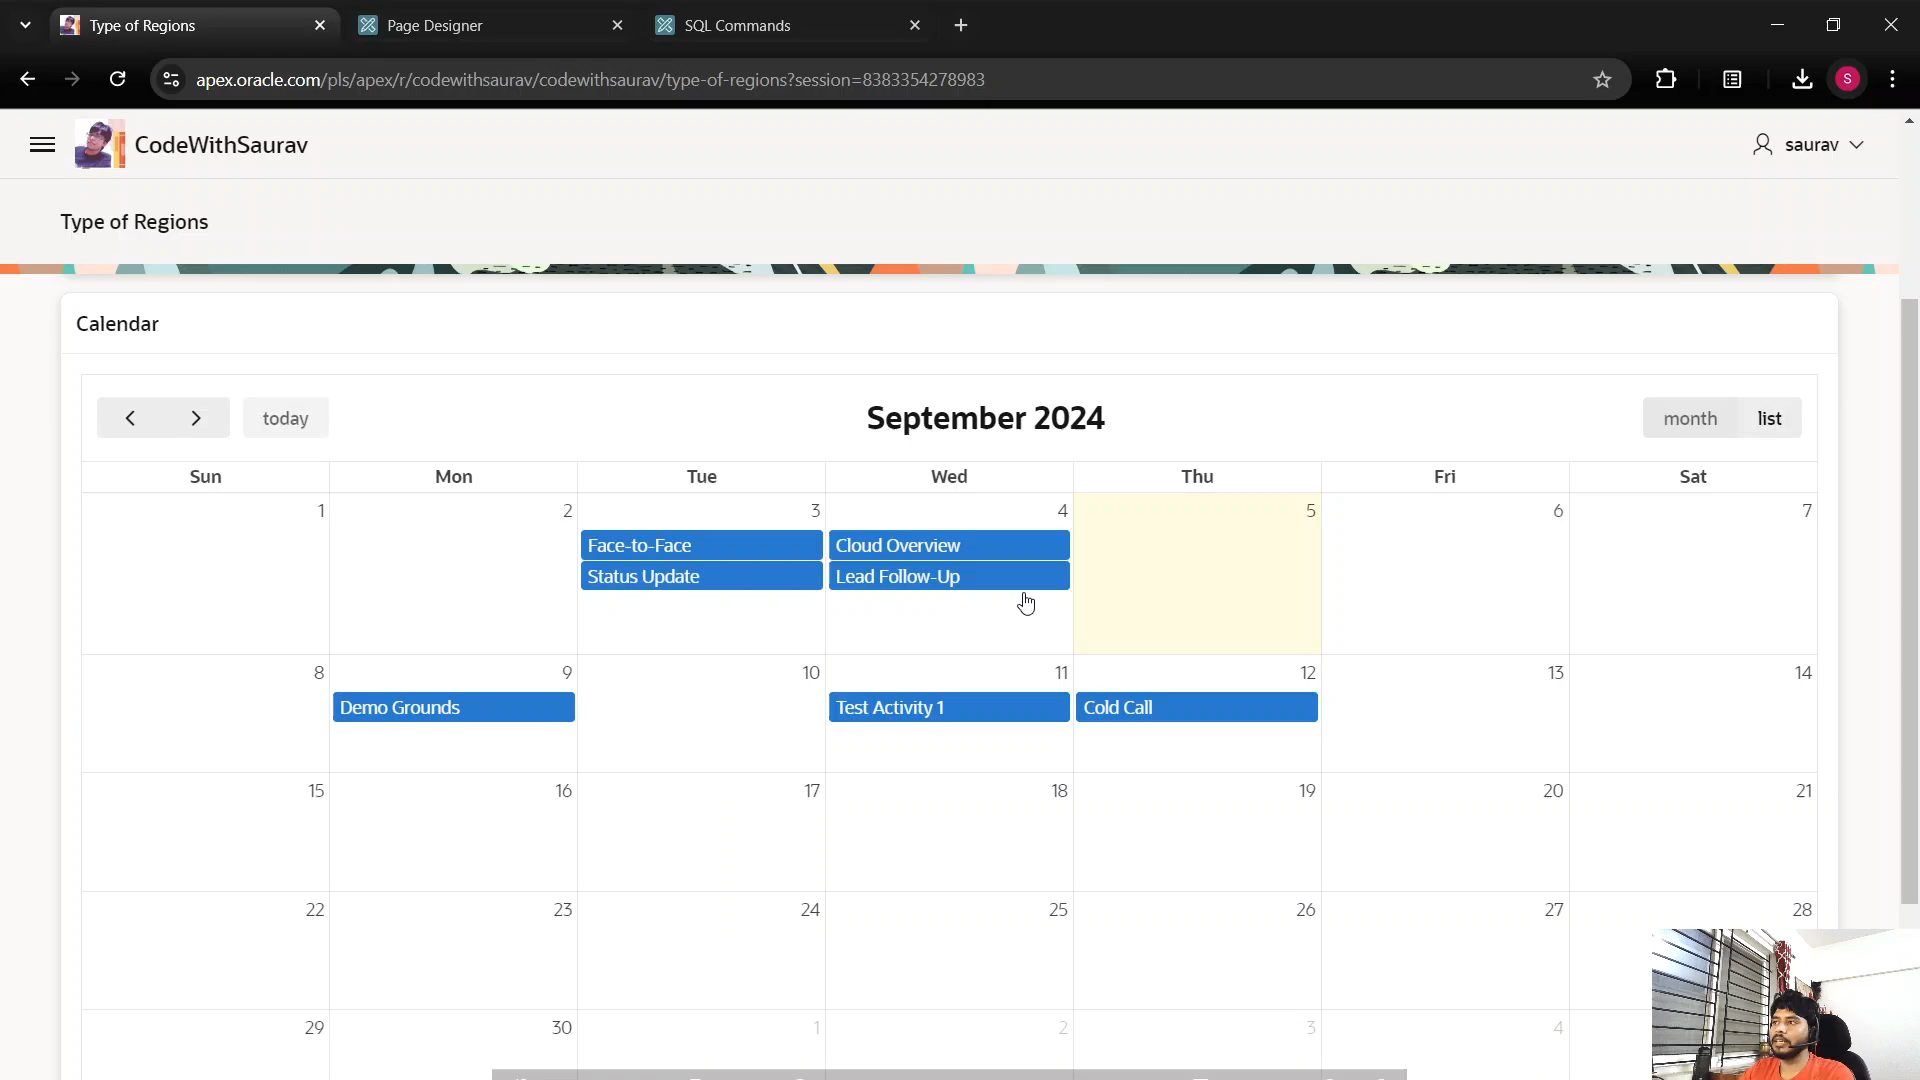 Type of Regions
Page Designer
SQL Commands
apex.oracle.com/pls/apex/r/codewithsaurav/codewithsaurav/type-of-regions?session=8383354278983
S
CodeWithSaurav
saurav
Type of Regions
Calendar
today
September 2024
month list
Sun Mon Tue Wed Thu Fri Sat
1 2 3 4 5 6 7
Face-to-Face Cloud Overview
Status Update Lead Follow-Up
8 9 10 11 12 13 14
Demo Grounds Test Activity 1 Cold Call
15 16 17 18 19 20 21
22 23 24 25 26 27 28
29 30 1 2 3 4